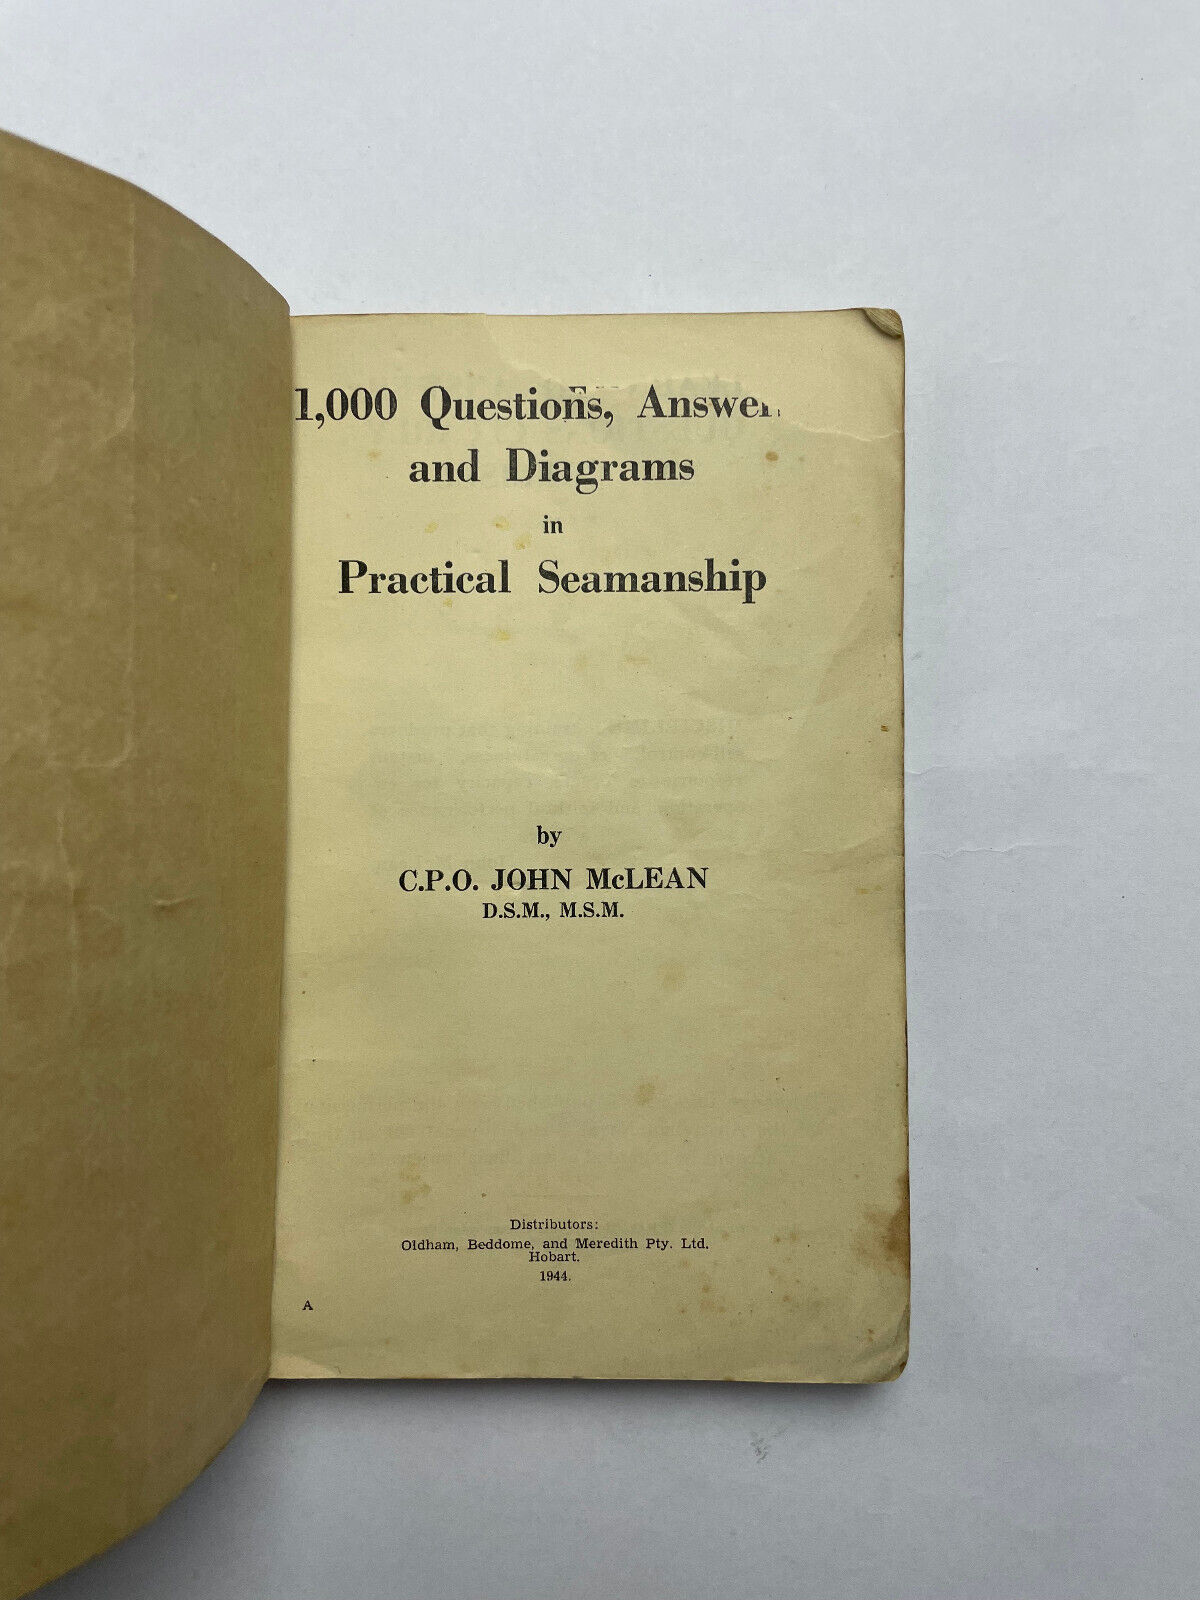 1,000 Questions, Answer
and Diagrams
in
Practical Seamanship
by
C.P.O. JOHN McLEAN
D.S.M., M.S.M.
Distributors:
Oldham, Beddome, and Meredith Pty. Ltd.
Hobart.
1944.
A